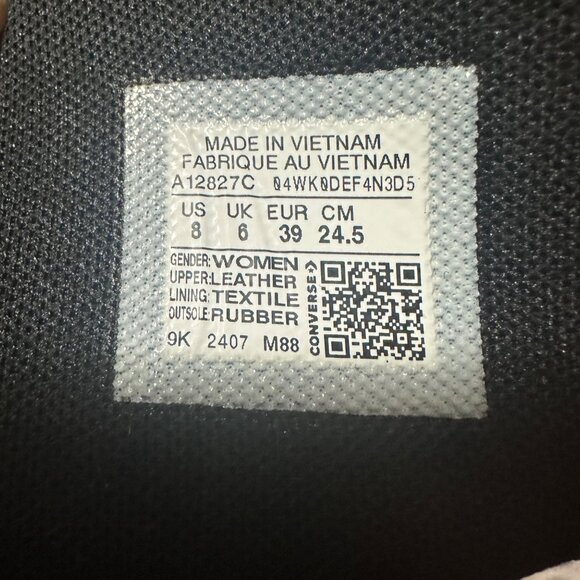 MADE IN VIETNAM
FABRIQUE AU VIETNAM
A12827C 04WK0DEF4N3D5
US UK EUR CM
8 6 39 24.5
GENDER: WOMEN
UPPER: LEATHER
LINING: TEXTILE
OUTSOLE: RUBBER
CONVERSE
9K 2407 M88